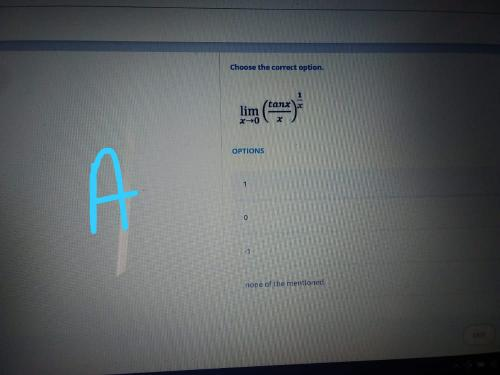 Choose the correct option.
lim x→0 (tanx/x)^(1/x)
OPTIONS
1
0
-1
none of the mentioned
A